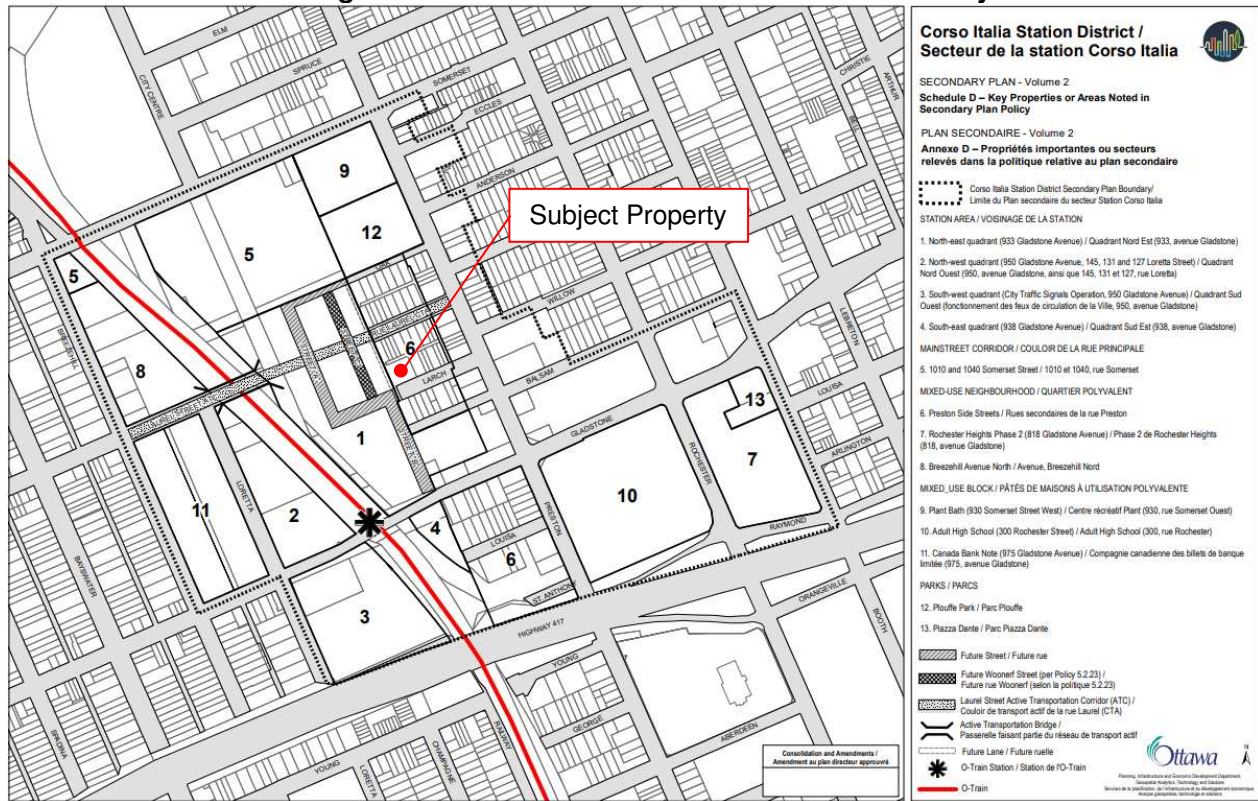 Subject Property
ELM
SPRUCE
SOMERSET
ECCLES
CITY CENTRE
CHRISTIE
ARTHUR
BELL
ANDERSON
OAK
WILLOW
LEBRETON
LARCH
BALSAM
LOUISA
ARLINGTON
GLADSTONE
ROCHESTER
BREEZEHILL
LORETTA
BAYSWATER
RAYMOND
PRESTON
LOUISA
ST. ANTHONY
ORANGEVILLE
HIGHWAY 417
BOOTH
YOUNG
GEORGE
ABERDEEN
RAILWAY
SPADINA
YOUNG
LORETTA
CHAMPAGNE
9
12
5
5
6
8
1
13
7
10
11
2
4
6
3
Consolidation and Amendments /
Amendement au plan directeur approuvé
Corso Italia Station District /
Secteur de la station Corso Italia
SECONDARY PLAN - Volume 2
Schedule D – Key Properties or Areas Noted in
Secondary Plan Policy
PLAN SECONDAIRE - Volume 2
Annexe D – Propriétés importantes ou secteurs
relevés dans la politique relative au plan secondaire
Corso Italia Station District Secondary Plan Boundary/
Limite du Plan secondaire du secteur Station Corso Italia
STATION AREA / VOISINAGE DE LA STATION
1. North-east quadrant (933 Gladstone Avenue) / Quadrant Nord Est (933, avenue Gladstone)
2. North-west quadrant (950 Gladstone Avenue, 145, 131 and 127 Loretta Street) / Quadrant
Nord Ouest (950, avenue Gladstone, ainsi que 145, 131 et 127, rue Loretta)
3. South-west quadrant (City Traffic Signals Operation, 950 Gladstone Avenue) / Quadrant Sud
Ouest (fonctionnement des feux de circulation de la Ville, 950, avenue Gladstone)
4. South-east quadrant (938 Gladstone Avenue) / Quadrant Sud Est (938, avenue Gladstone)
MAINSTREET CORRIDOR / COULOIR DE LA RUE PRINCIPALE
5. 1010 and 1040 Somerset Street / 1010 et 1040, rue Somerset
MIXED-USE NEIGHBOURHOOD / QUARTIER POLYVALENT
6. Preston Side Streets / Rues secondaires de la rue Preston
7. Rochester Heights Phase 2 (818 Gladstone Avenue) / Phase 2 de Rochester Heights
(818, avenue Gladstone)
8. Breezehill Avenue North / Avenue, Breezehill Nord
MIXED_USE BLOCK / PÂTÉS DE MAISONS À UTILISATION POLYVALENTE
9. Plant Bath (930 Somerset Street West) / Centre récréatif Plant (930, rue Somerset Ouest)
10. Adult High School (300 Rochester Street) / Adult High School (300, rue Rochester)
11. Canada Bank Note (975 Gladstone Avenue) / Compagnie canadienne des billets de banque
limitée (975, avenue Gladstone)
PARKS / PARCS
12. Plouffe Park / Parc Plouffe
13. Piazza Dante / Parc Piazza Dante
Future Street / Future rue
Future Woonerf Street (per Policy 5.2.23) /
Future rue Woonerf (selon la politique 5.2.23)
Laurel Street Active Transportation Corridor (ATC) /
Couloir de transport actif de la rue Laurel (CTA)
Active Transportation Bridge /
Passerelle faisant partie du réseau de transport actif
Future Lane / Future ruelle
O-Train Station / Station de l'O-Train
O-Train
Ottawa
N
Planning, Infrastructure and Economic Development Department,
Geospatial Analytics, Technology and Solutions